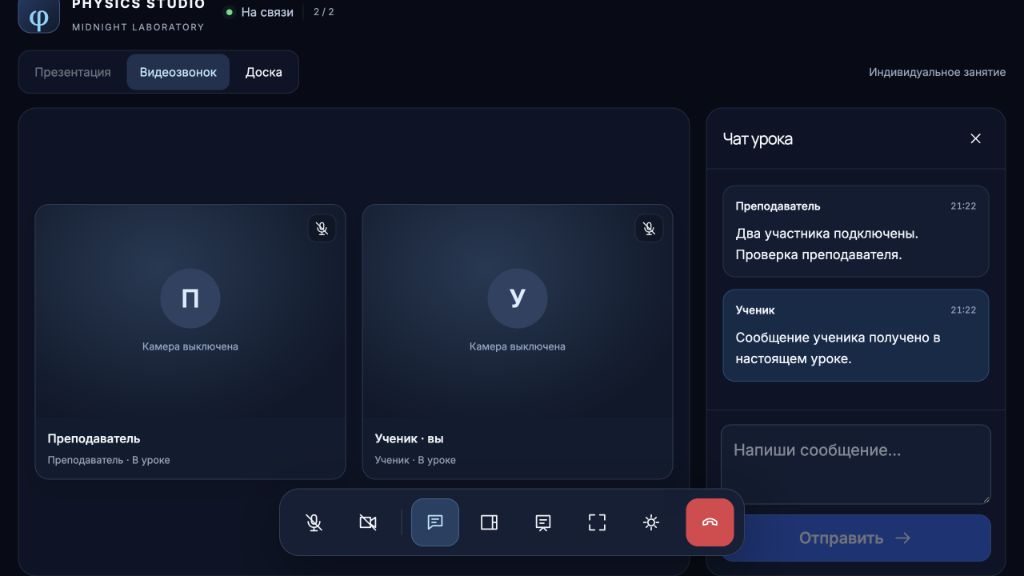 φ
PHYSICS STUDIO
MIDNIGHT LABORATORY
На связи
2 / 2
Презентация
Видеозвонок
Доска
Индивидуальное занятие
П
Камера выключена
Преподаватель
Преподаватель · В уроке
У
Камера выключена
Ученик · вы
Ученик · В уроке
Чат урока
Преподаватель 21:22
Два участника подключены.
Проверка преподавателя.
Ученик 21:22
Сообщение ученика получено в
настоящем уроке.
Напиши сообщение...
Отправить →